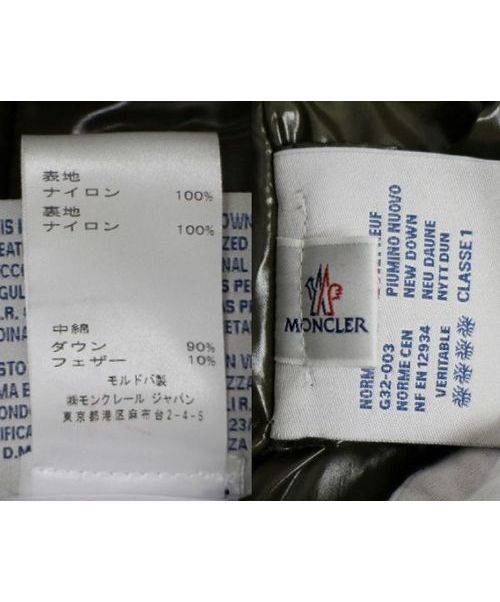 表地
ナイロン 100%
裏地
ナイロン 100%
中綿
ダウン 90%
フェザー 10%
モルドバ製
㈱モンクレール ジャパン
東京都港区麻布台2-4-5
MONCLER
PIUMINO NUOVO
NEW DOWN
NEU DAUNE
NYTT DUN
NORM
G32-003
NORME CEN
NF EN 12934
VERITABLE
CLASSE 1